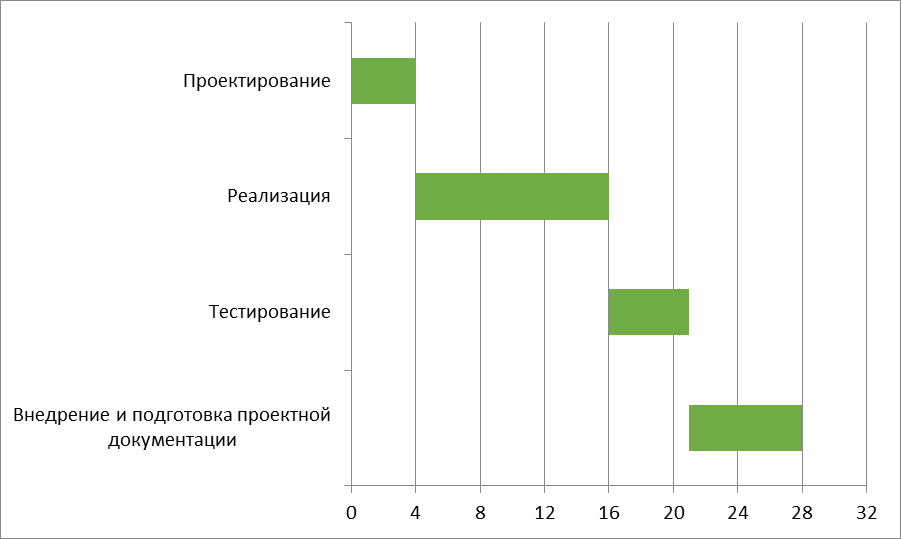 Проектирование
Реализация
Тестирование
Внедрение и подготовка проектной
документации
0 4 8 12 16 20 24 28 32